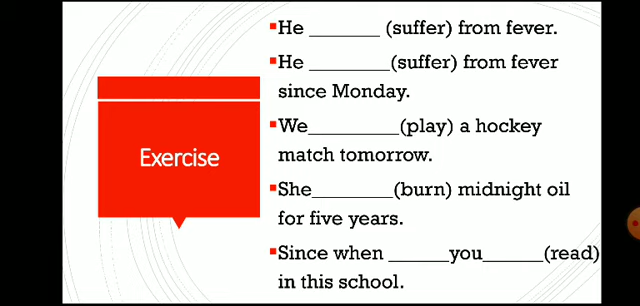 Exercise
▪He _______ (suffer) from fever.
▪He ________(suffer) from fever
since Monday.
▪We_________(play) a hockey
match tomorrow.
▪She________(burn) midnight oil
for five years.
▪Since when ______you______(read)
in this school.